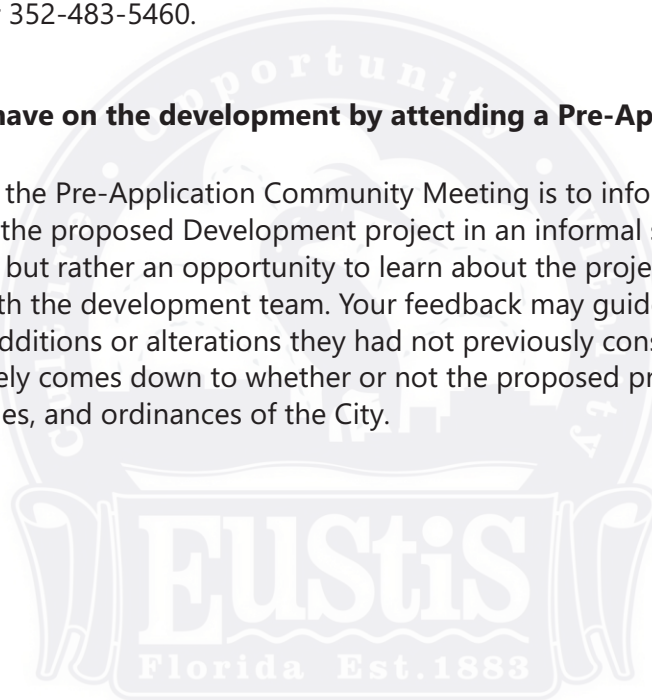 352-483-5460.
have on the development by attending a Pre-Ap
the Pre-Application Community Meeting is to info
the proposed Development project in an informal
but rather an opportunity to learn about the proje
th the development team. Your feedback may guid
dditions or alterations they had not previously cons
ely comes down to whether or not the proposed pr
es, and ordinances of the City.
Opportunity
Culture
Vitality
EUStiS
Florida Est.1883